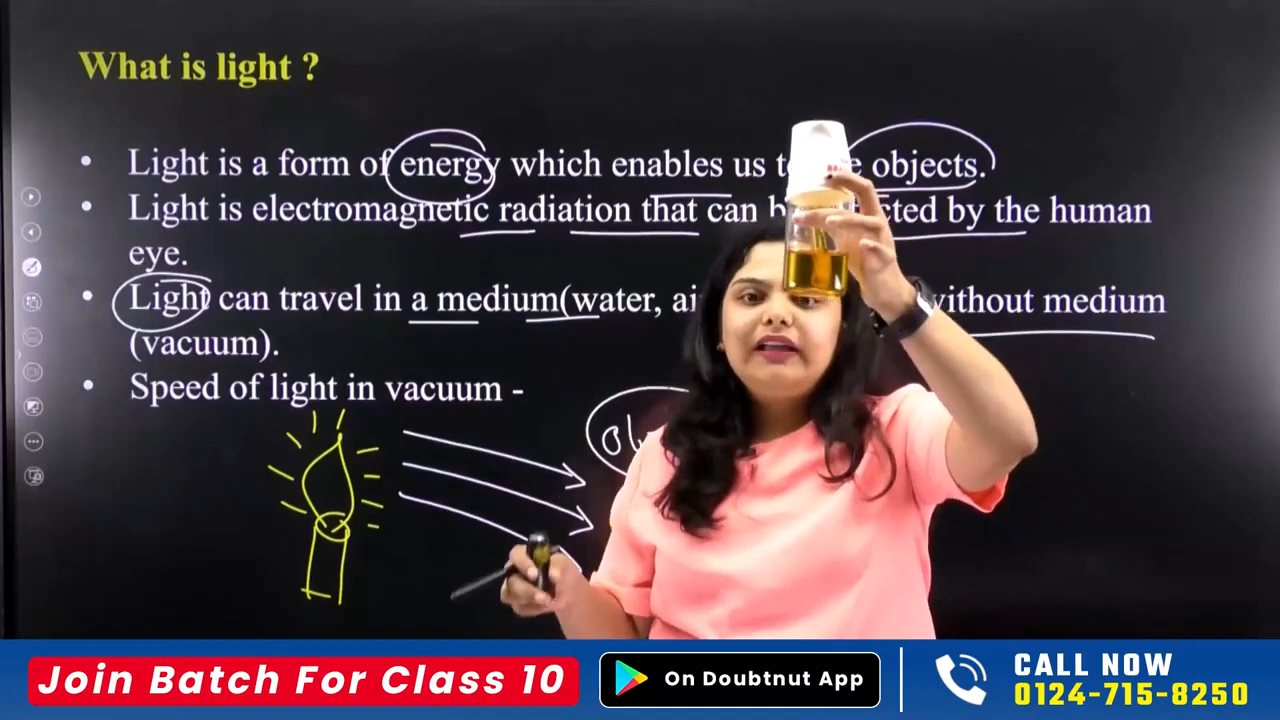 What is light ?
• Light is a form of energy which enables us objects.
• Light is electromagnetic radiation that can by the human
eye.
• Light can travel in a medium(water, without medium
(vacuum).
• Speed of light in vacuum -
Join Batch For Class 10
On Doubtnut App
CALL NOW
0124-715-8250